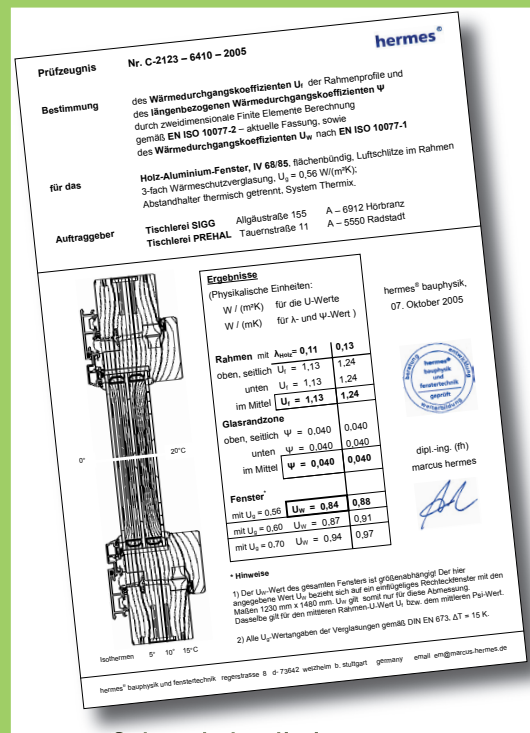 hermes®
Prüfzeugnis Nr. C-2123 – 6410 – 2005
Bestimmung des Wärmedurchgangskoeffizienten Uf der Rahmenprofile und
des längenbezogenen Wärmedurchgangskoeffizienten Ψ
durch zweidimensionale Finite Elemente Berechnung
gemäß EN ISO 10077-2 – aktuelle Fassung, sowie
des Wärmedurchgangskoeffizienten Uw nach EN ISO 10077-1
für das Holz-Aluminium-Fenster, IV 68/85, flächenbündig, Luftschlitze im Rahmen
3-fach Wärmeschutzverglasung, Ug = 0,56 W/(m²K);
Abstandhalter thermisch getrennt, System Thermix.
Auftraggeber Tischlerei SIGG Allgäustraße 155 A – 6912 Hörbranz
Tischlerei PREHAL Tauernstraße 11 A – 5550 Radstadt
Ergebnisse
(Physikalische Einheiten:
W / (m²K) für die U-Werte
W / (mK) für λ- und Ψ-Wert )
Rahmen mit λHolz= 0,11 0,13
oben, seitlich Uf = 1,13 1,24
unten Uf = 1,13 1,24
im Mittel Uf = 1,13 1,24
Glasrandzone
oben, seitlich Ψ = 0,040 0,040
unten Ψ = 0,040 0,040
im Mittel Ψ = 0,040 0,040
Fenster*
mit Ug = 0.56 Uw = 0,84 0,88
mit Ug = 0.60 Uw = 0.87 0,91
mit Ug = 0.70 Uw = 0,94 0,97
hermes® bauphysik,
07. Oktober 2005
beratung entwicklung
hermes®
bauphysik
und
fenstertechnik
geprüft
weiterbildung
dipl.-ing. (fh)
marcus hermes
0° 20°C
Isothermen 5° 10° 15°C
* Hinweise
1) Der Uw-Wert des gesamten Fensters ist größenabhängig! Der hier
angegebene Wert Uw bezieht sich auf ein einflügiges Rechteckfenster mit den
Maßen 1230 mm x 1480 mm. Uw gilt somit nur für diese Abmessung.
Dasselbe gilt für den mittleren Rahmen-U-Wert Uf bzw. dem mittleren Psi-Wert.
2) Alle Ug-Wertangaben der Verglasungen gemäß DIN EN 673, ΔT = 15 K.
hermes® bauphysik und fenstertechnik regerstrasse 8 d- 73642 welzheim b. stuttgart germany email em@marcus-hermes.de